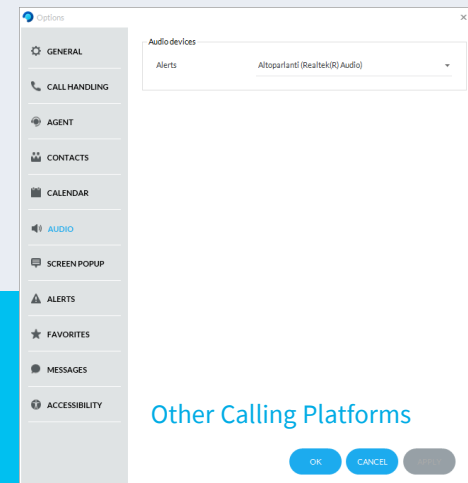 Options
GENERAL
CALL HANDLING
AGENT
CONTACTS
CALENDAR
AUDIO
SCREEN POPUP
ALERTS
FAVORITES
MESSAGES
ACCESSIBILITY
Audio devices
Alerts Altoparlanti (Realtek(R) Audio)
Other Calling Platforms
OK CANCEL APPLY